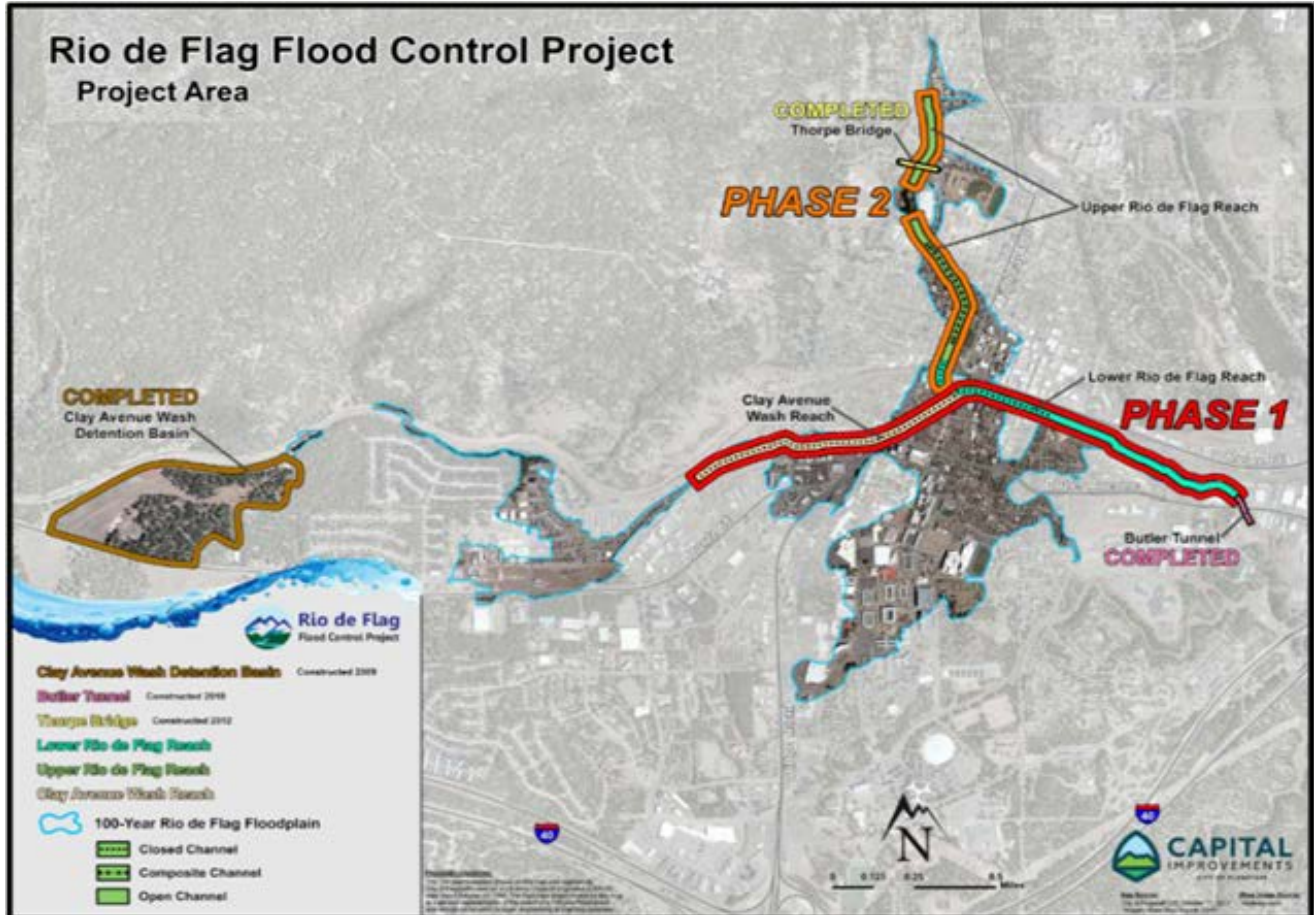 Rio de Flag Flood Control Project
Project Area
COMPLETED
Thorpe Bridge
PHASE 2
Upper Rio de Flag Reach
COMPLETED
Clay Avenue Wash
Detention Basin
Clay Avenue
Wash Reach
Lower Rio de Flag Reach
PHASE 1
Butler Tunnel
COMPLETED
Rio de Flag
Flood Control Project
Clay Avenue Wash Detention Basin Constructed
Butler Tunnel Constructed
Thorpe Bridge Constructed
Lower Rio de Flag Reach
Upper Rio de Flag Reach
Clay Avenue Wash Reach
100-Year Rio de Flag Floodplain
Closed Channel
Composite Channel
Open Channel
40
N
0 0.125 0.25 0.5
Miles
40
CAPITAL
IMPROVEMENTS